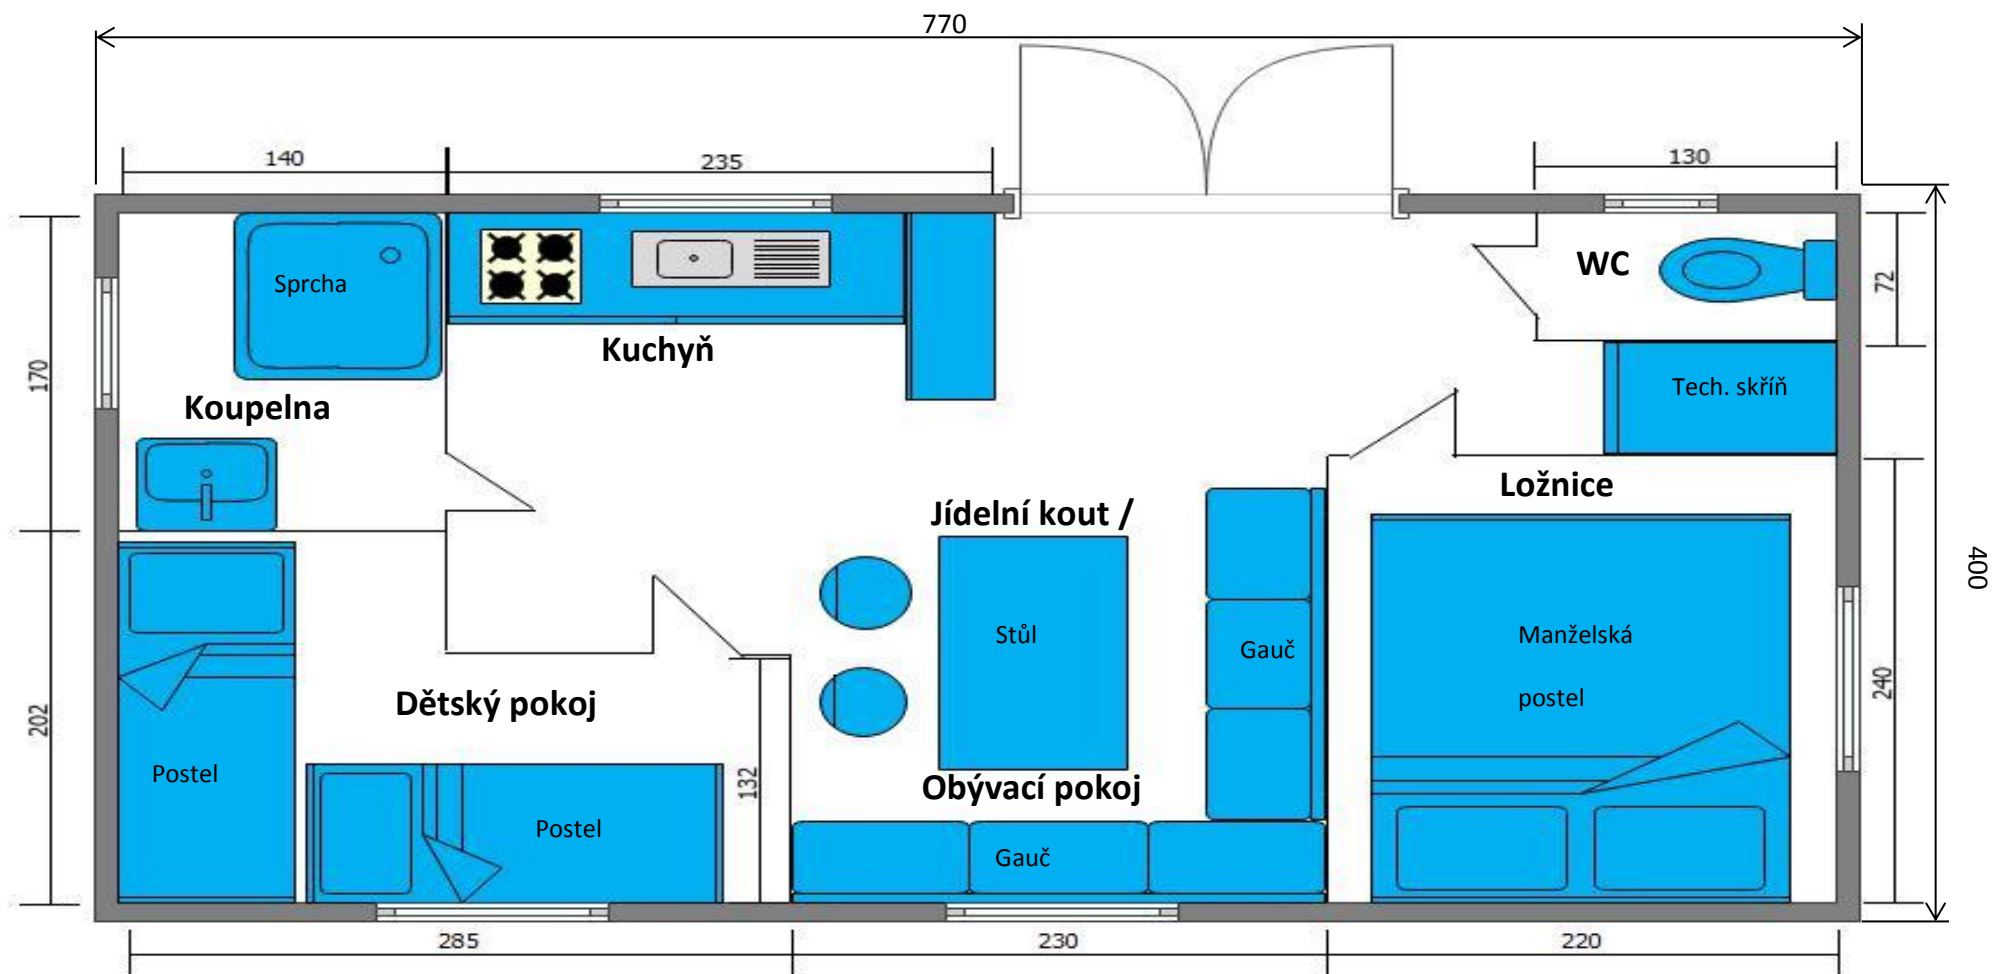 770
140
235
130
Sprcha
WC
72
Kuchyň
170
Koupelna
Tech. skříň
Ložnice
Jídelní kout /
400
Stůl
Gauč
Manželská
postel
240
Dětský pokoj
202
Postel
132
Obývací pokoj
Postel
Gauč
285
230
220